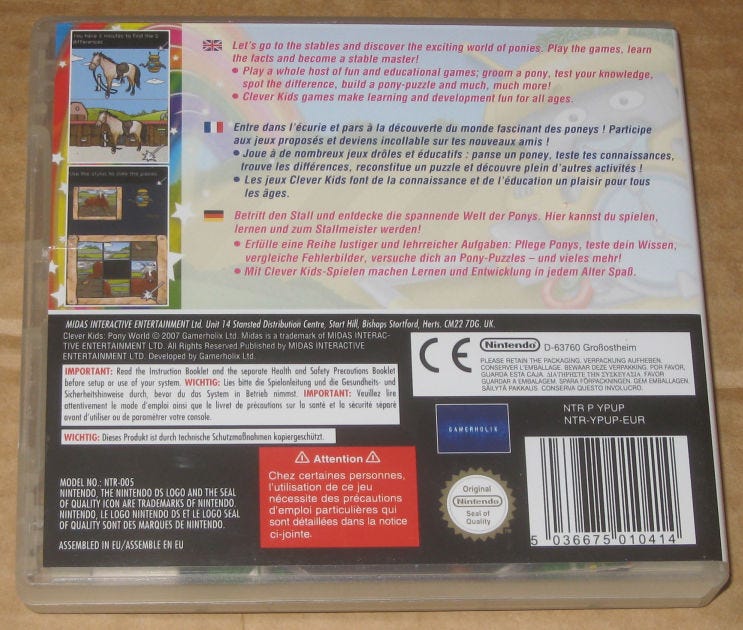 You have 2 minutes to find the 5
differences
Use the stylus to slide the pieces
Let's go to the stables and discover the exciting world of ponies. Play the games, learn
the facts and become a stable master!
● Play a whole host of fun and educational games; groom a pony, test your knowledge,
spot the difference, build a pony-puzzle and much, much more!
● Clever Kids games make learning and development fun for all ages.
Entre dans l'écurie et pars à la découverte du monde fascinant des poneys ! Participe
aux jeux proposés et deviens incollable sur tes nouveaux amis !
● Joue à de nombreux jeux drôles et éducatifs : panse un poney, teste tes connaissances,
trouve les différences, reconstitue un puzzle et découvre plein d'autres activités !
● Les jeux Clever Kids font de la connaissance et de l'éducation un plaisir pour tous
les âges.
Betritt den Stall und entdecke die spannende Welt der Ponys. Hier kannst du spielen,
lernen und zum Stallmeister werden!
● Erfülle eine Reihe lustiger und lehrreicher Aufgaben: Pflege Ponys, teste dein Wissen,
vergleiche Fehlerbilder, versuche dich an Pony-Puzzles – und vieles mehr!
● Mit Clever Kids-Spielen machen Lernen und Entwicklung in jedem Alter Spaß.
MIDAS INTERACTIVE ENTERTAINMENT Ltd. Unit 14 Stansted Distribution Centre, Start Hill, Bishops Stortford, Herts. CM22 7DG. UK.
Clever Kids: Pony World © 2007 Gamerholix Ltd. Midas is a trademark of MIDAS INTERAC-
TIVE ENTERTAINMENT LTD. All Rights Reserved Published by MIDAS INTERACTIVE
ENTERTAINMENT LTD. Developed by Gamerholix Ltd.
IMPORTANT: Read the Instruction Booklet and the separate Health and Safety Precautions Booklet
before setup or use of your system. WICHTIG: Lies bitte die Spielanleitung und die Gesundheits- und
Sicherheitshinweise durch, bevor du das System in Betrieb nimmst. IMPORTANT: Veuillez lire
attentivement le mode d'emploi ainsi que le livret de précautions sur la santé et la sécurité séparé
avant d'utiliser ou de paramétrer votre console.
WICHTIG: Dieses Produkt ist durch technische Schutzmaßnahmen kopiergeschützt.
CE
Nintendo D-63760 Großostheim
PLEASE RETAIN THE PACKAGING. VERPACKUNG AUFHEBEN.
CONSERVER L'EMBALLAGE. BEWAAR DEZE VERPAKKING. POR FAVOR,
GUARDA ESTA CAJA. ΔΙΑΤΗΡΗΣΤΕ ΤΗΝ ΣΥΣΚΕΥΑΣΙΑ. FAVOR
GUARDAR A EMBALAGEM. SPARA FÖRPACKNINGEN. GEM EMBALLAGEN.
SÄILYTÄ PAKKAUS. CONSERVA QUESTO INVOLUCRO.
GAMERHOLIX
NTR P YPUP
NTR-YPUP-EUR
MODEL NO.: NTR-005
NINTENDO, THE NINTENDO DS LOGO AND THE SEAL
OF QUALITY ICON ARE TRADEMARKS OF NINTENDO.
NINTENDO, LE LOGO NINTENDO DS ET LE LOGO SEAL
OF QUALITY SONT DES MARQUES DE NINTENDO.
ASSEMBLED IN EU/ASSEMBLE EN EU
Attention
Chez certaines personnes,
l'utilisation de ce jeu
nécessite des précautions
d'emploi particulières qui
sont détaillées dans la notice
ci-jointe.
Original
Nintendo
Seal of
Quality
5 036675 010414